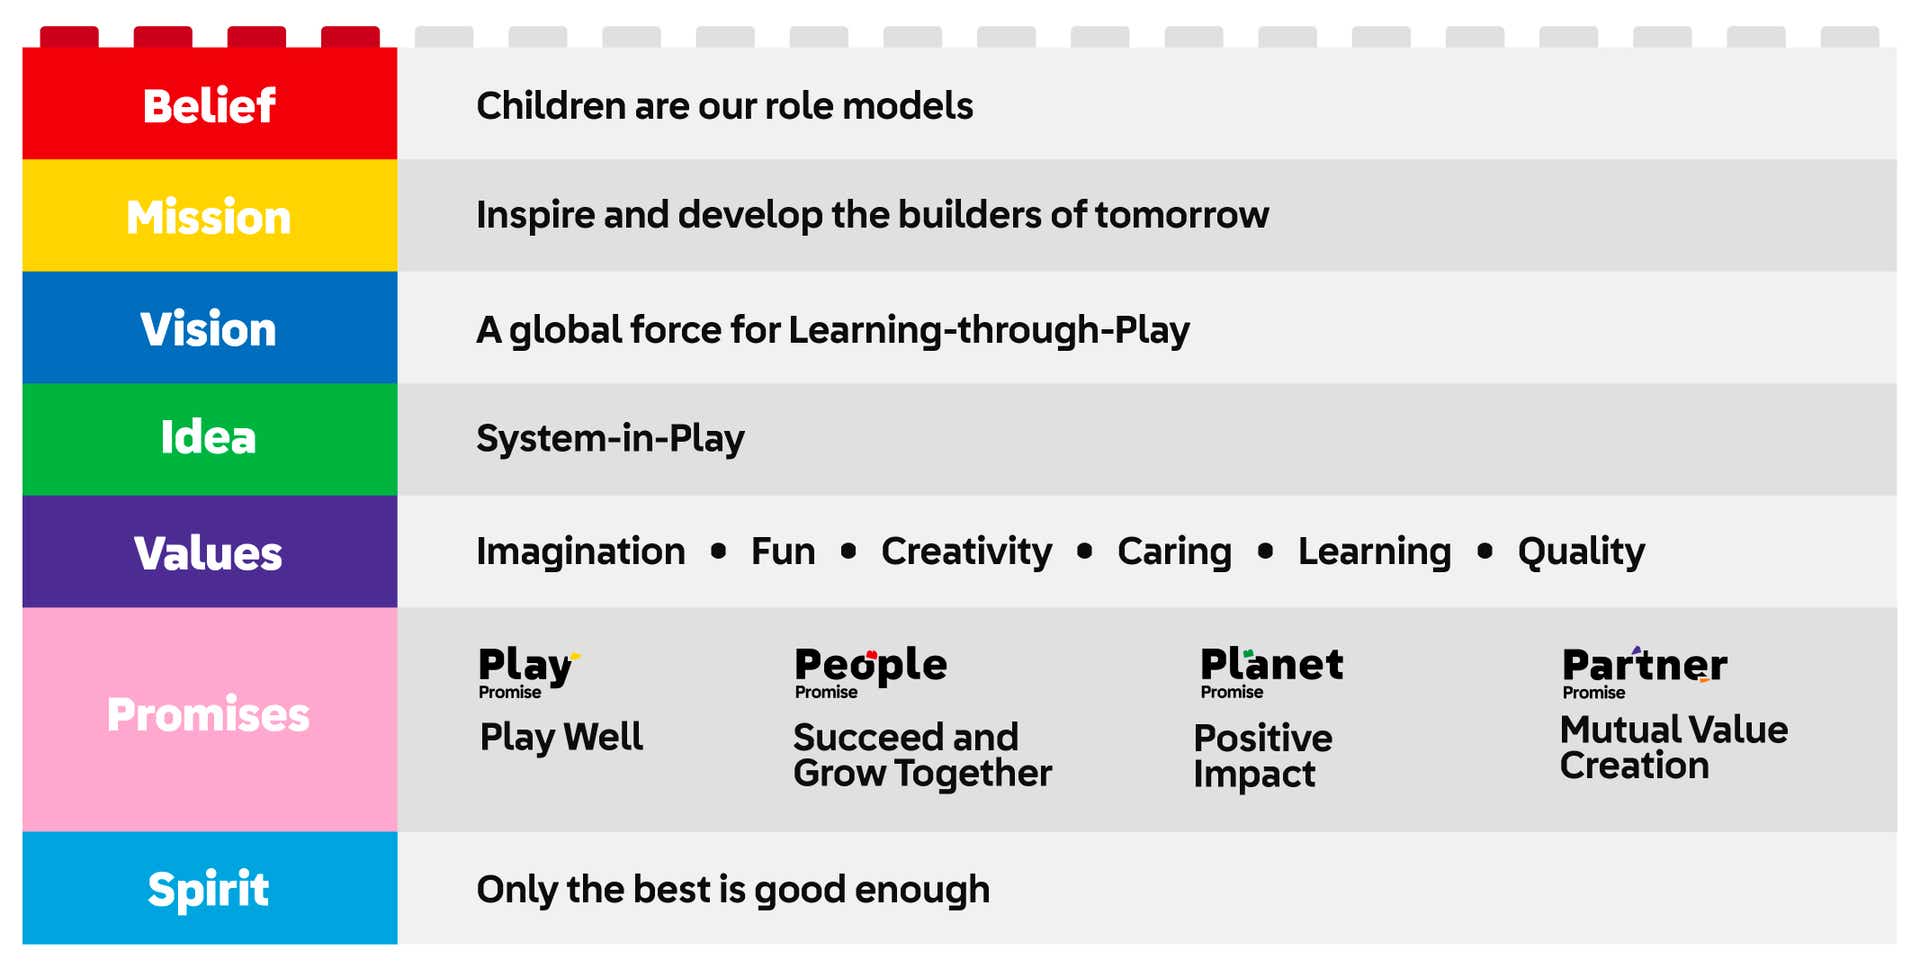 Belief
Children are our role models
Mission
Inspire and develop the builders of tomorrow
Vision
A global force for Learning-through-Play
Idea
System-in-Play
Values
Imagination • Fun • Creativity • Caring • Learning • Quality
Promises
Play
Promise
Play Well
People
Promise
Succeed and
Grow Together
Planet
Promise
Positive
Impact
Partner
Promise
Mutual Value
Creation
Spirit
Only the best is good enough